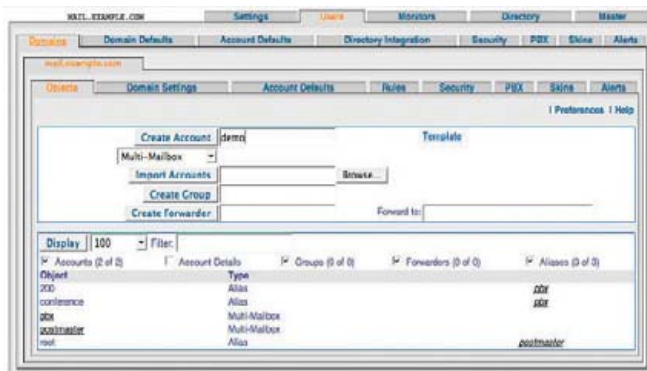 MAIL.EXAMPLE.COM Settings Users Monitors Directory Master
Domains Domain Defaults Account Defaults Directory Integration Security PBX Skins Alerts
mail.example.com
Objects Domain Settings Account Defaults Rules Security PBX Skins Alerts
| Preferences | Help
Create Account demo Template
Multi-Mailbox
Import Accounts Browse...
Create Group
Create Forwarder Forward to:
Display 100 Filter:
Accounts (2 of 2) Account Details Groups (0 of 0) Forwarders (0 of 0) Aliases (3 of 3)
Object Type
200 Alias pbx
conference Alias pbx
pbx Multi-Mailbox
postmaster Multi-Mailbox
root Alias postmaster